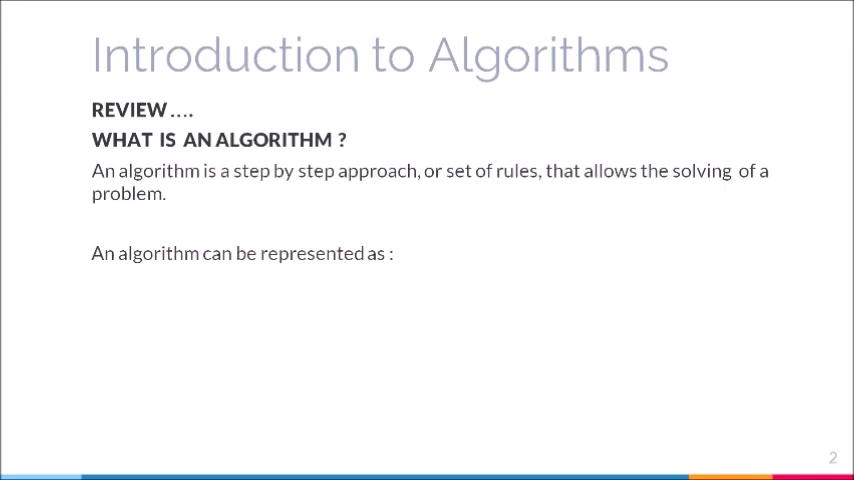 Introduction to Algorithms
REVIEW ....
WHAT IS AN ALGORITHM ?
An algorithm is a step by step approach, or set of rules, that allows the solving of a
problem.
An algorithm can be represented as :
2